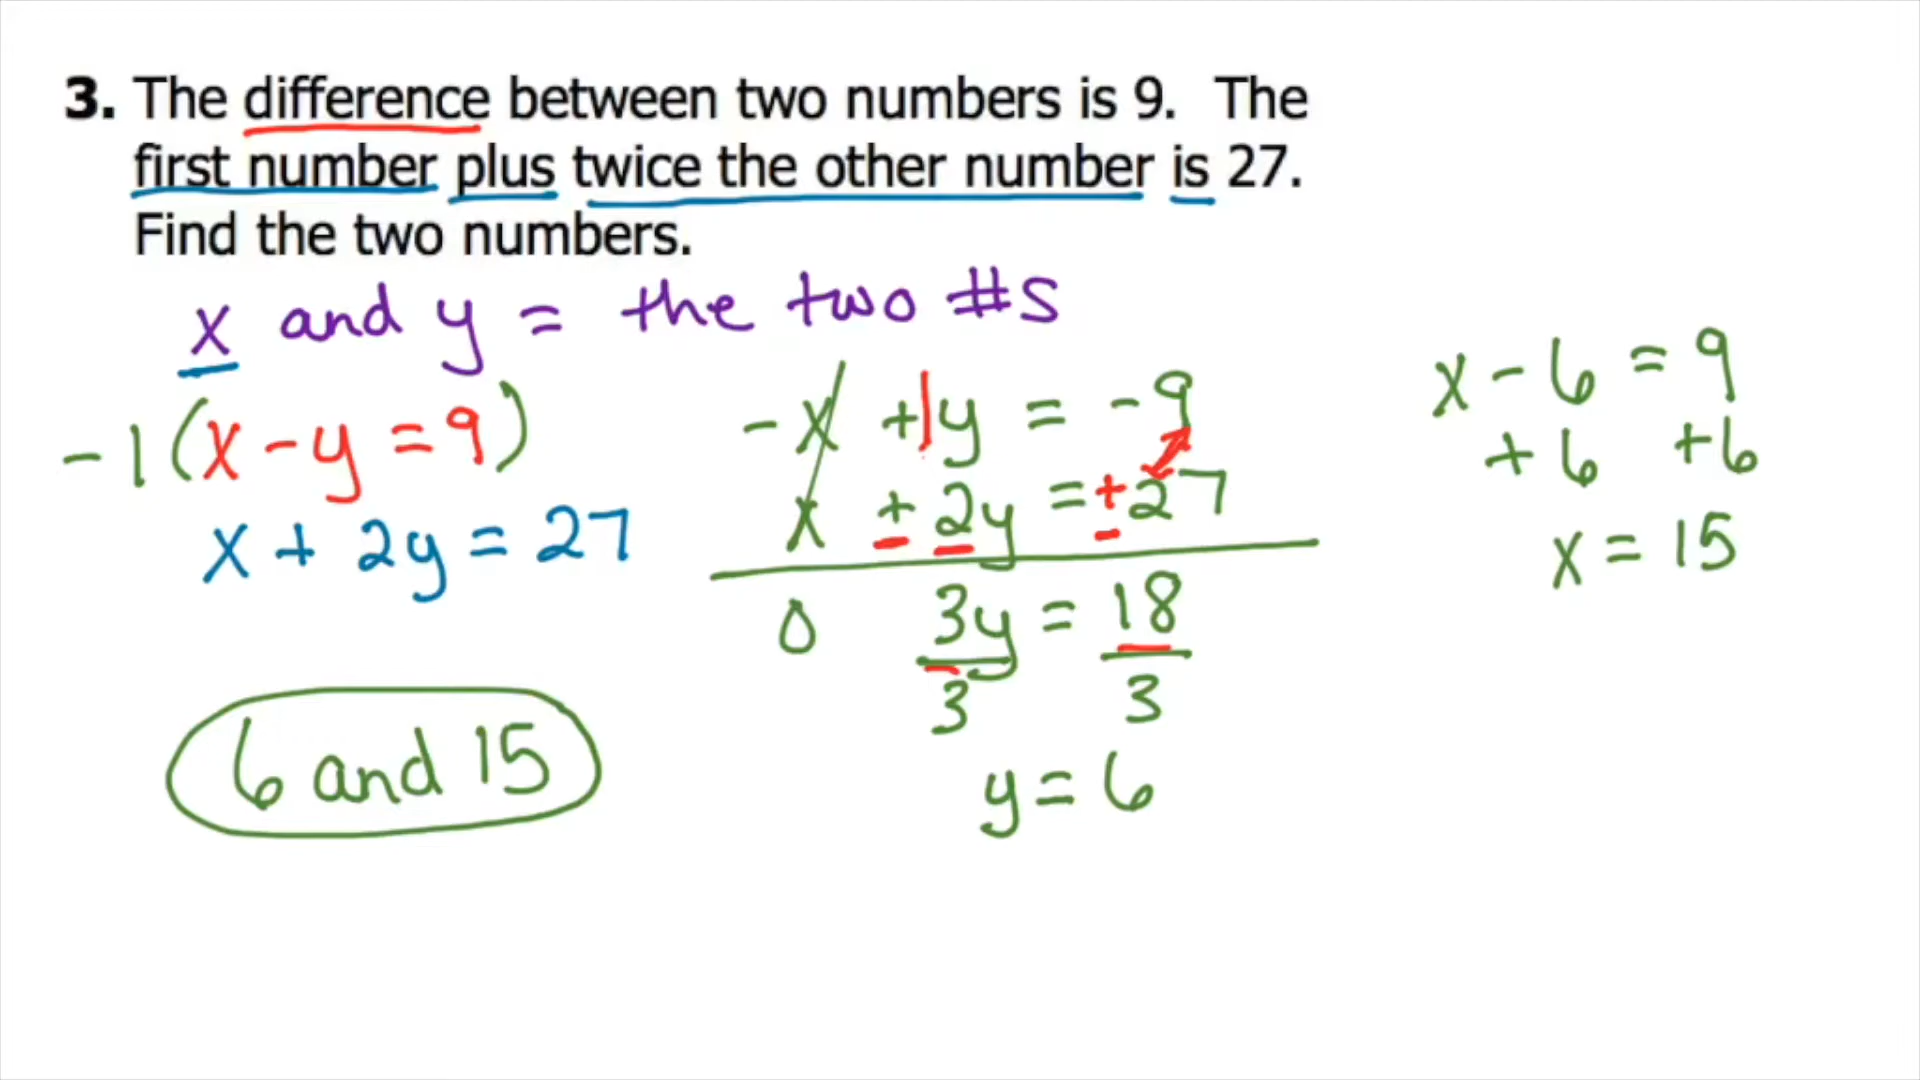 3. The difference between two numbers is 9. The
first number plus twice the other number is 27.
Find the two numbers.
x and y = the two #s
-1(x - y = 9)
x + 2y = 27
6 and 15
-x +1y = -9
x + 2y = +27
0 3y = 18
3 3
y = 6
x - 6 = 9
+6 +6
x = 15